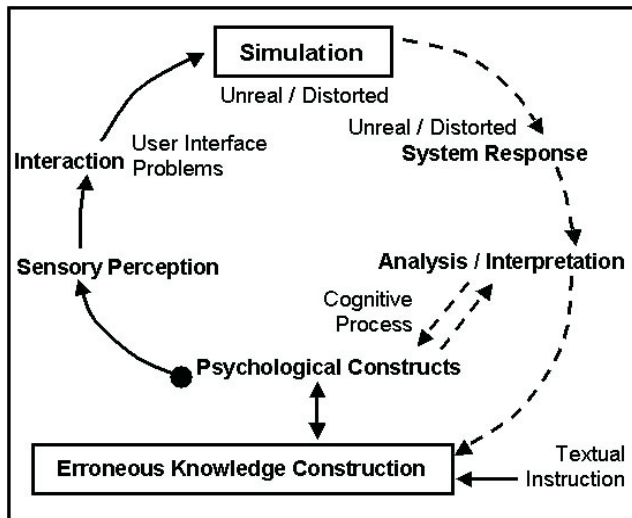 Simulation
Unreal / Distorted
Unreal / Distorted
System Response
Interaction
User Interface
Problems
Sensory Perception
Analysis / Interpretation
Cognitive
Process
Psychological Constructs
Erroneous Knowledge Construction
Textual
Instruction